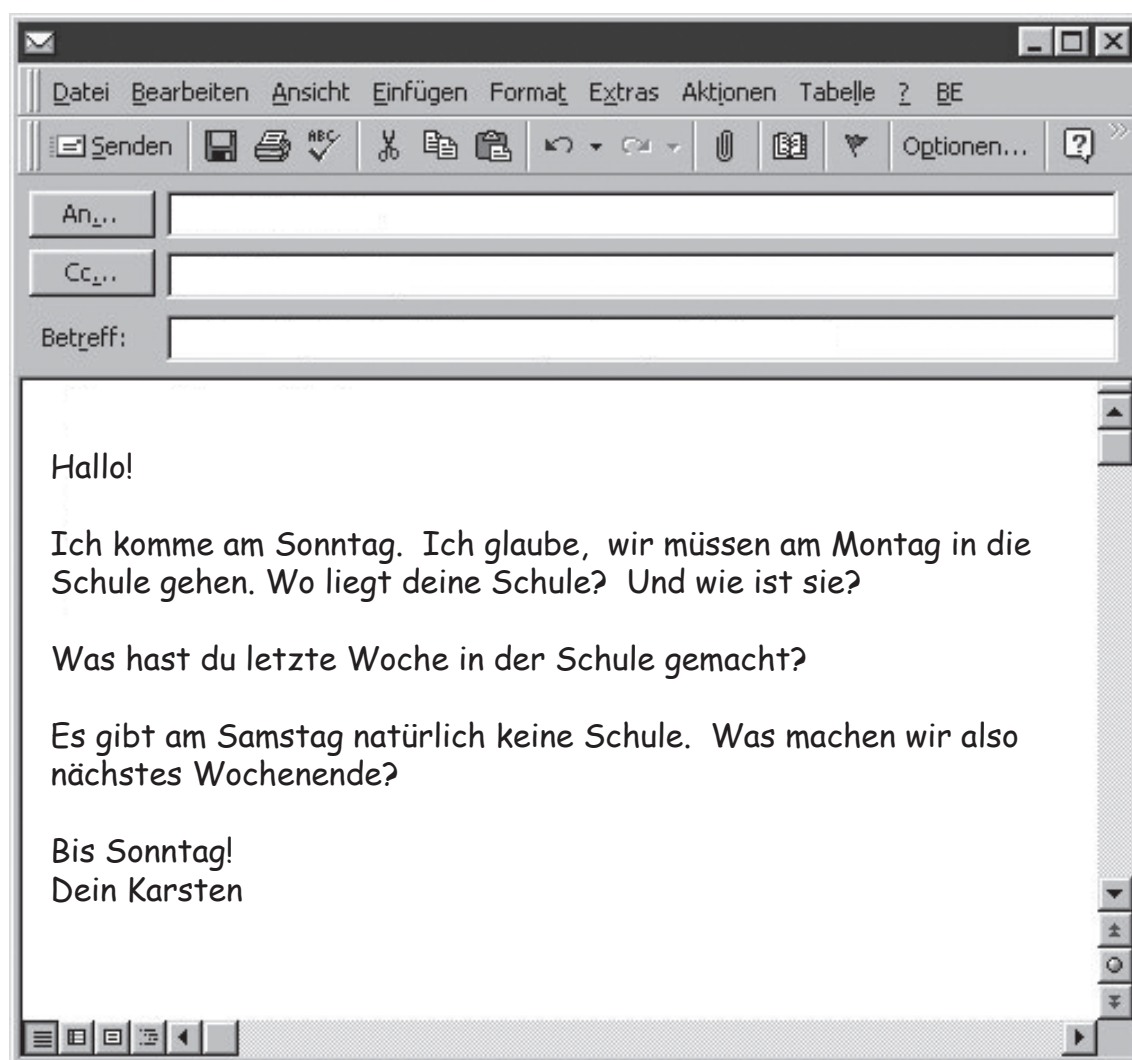 Datei Bearbeiten Ansicht Einfügen Format Extras Aktionen Tabelle ? BE
Senden ABC Optionen...
An...
Cc...
Betreff:
Hallo!
Ich komme am Sonntag. Ich glaube, wir müssen am Montag in die
Schule gehen. Wo liegt deine Schule? Und wie ist sie?
Was hast du letzte Woche in der Schule gemacht?
Es gibt am Samstag natürlich keine Schule. Was machen wir also
nächstes Wochenende?
Bis Sonntag!
Dein Karsten